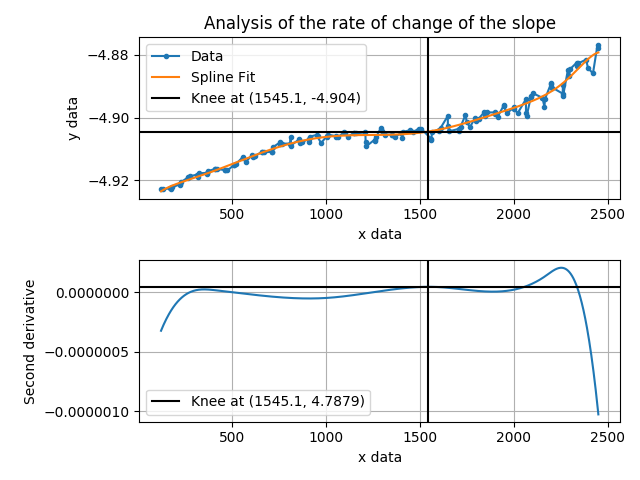 Analysis of the rate of change of the slope
y data
−4.88
−4.90
−4.92
Data
Spline Fit
Knee at (1545.1, -4.904)
500 1000 1500 2000 2500
x data
Second derivative
0.0000000
−0.0000005
−0.0000010
Knee at (1545.1, 4.7879)
500 1000 1500 2000 2500
x data